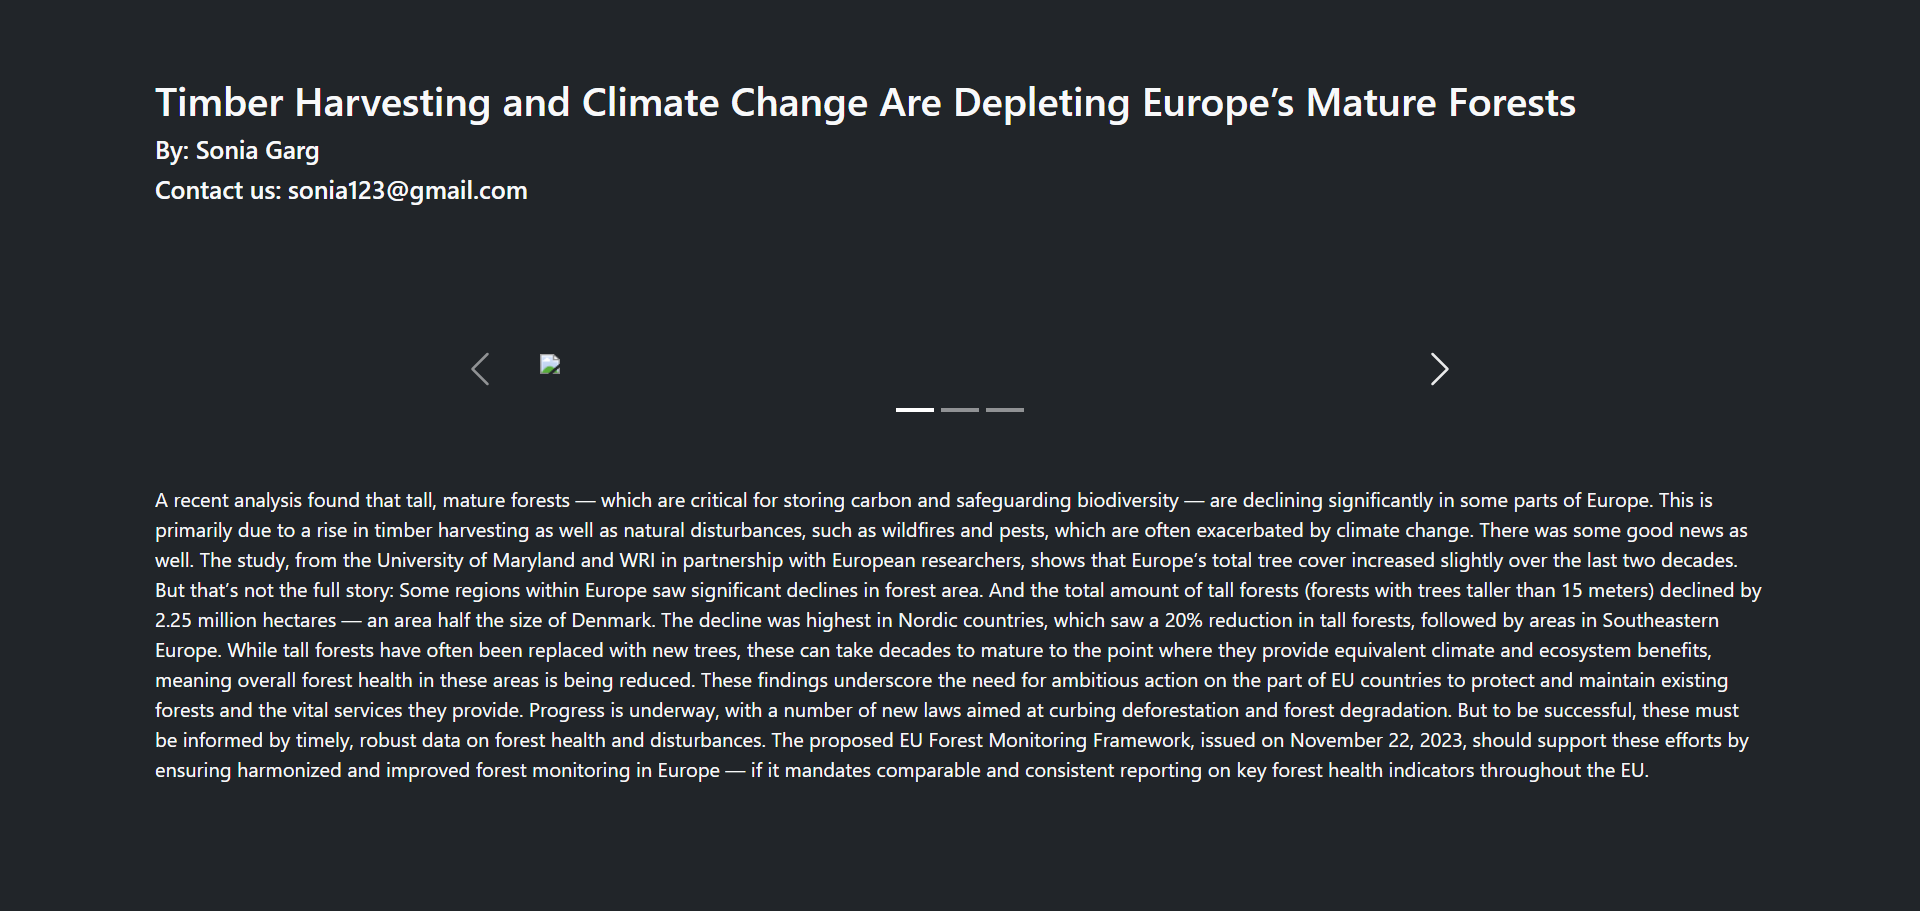 Timber Harvesting and Climate Change Are Depleting Europe’s Mature Forests
By: Sonia Garg
Contact us: sonia123@gmail.com
A recent analysis found that tall, mature forests — which are critical for storing carbon and safeguarding biodiversity — are declining significantly in some parts of Europe. This is
primarily due to a rise in timber harvesting as well as natural disturbances, such as wildfires and pests, which are often exacerbated by climate change. There was some good news as
well. The study, from the University of Maryland and WRI in partnership with European researchers, shows that Europe’s total tree cover increased slightly over the last two decades.
But that’s not the full story: Some regions within Europe saw significant declines in forest area. And the total amount of tall forests (forests with trees taller than 15 meters) declined by
2.25 million hectares — an area half the size of Denmark. The decline was highest in Nordic countries, which saw a 20% reduction in tall forests, followed by areas in Southeastern
Europe. While tall forests have often been replaced with new trees, these can take decades to mature to the point where they provide equivalent climate and ecosystem benefits,
meaning overall forest health in these areas is being reduced. These findings underscore the need for ambitious action on the part of EU countries to protect and maintain existing
forests and the vital services they provide. Progress is underway, with a number of new laws aimed at curbing deforestation and forest degradation. But to be successful, these must
be informed by timely, robust data on forest health and disturbances. The proposed EU Forest Monitoring Framework, issued on November 22, 2023, should support these efforts by
ensuring harmonized and improved forest monitoring in Europe — if it mandates comparable and consistent reporting on key forest health indicators throughout the EU.